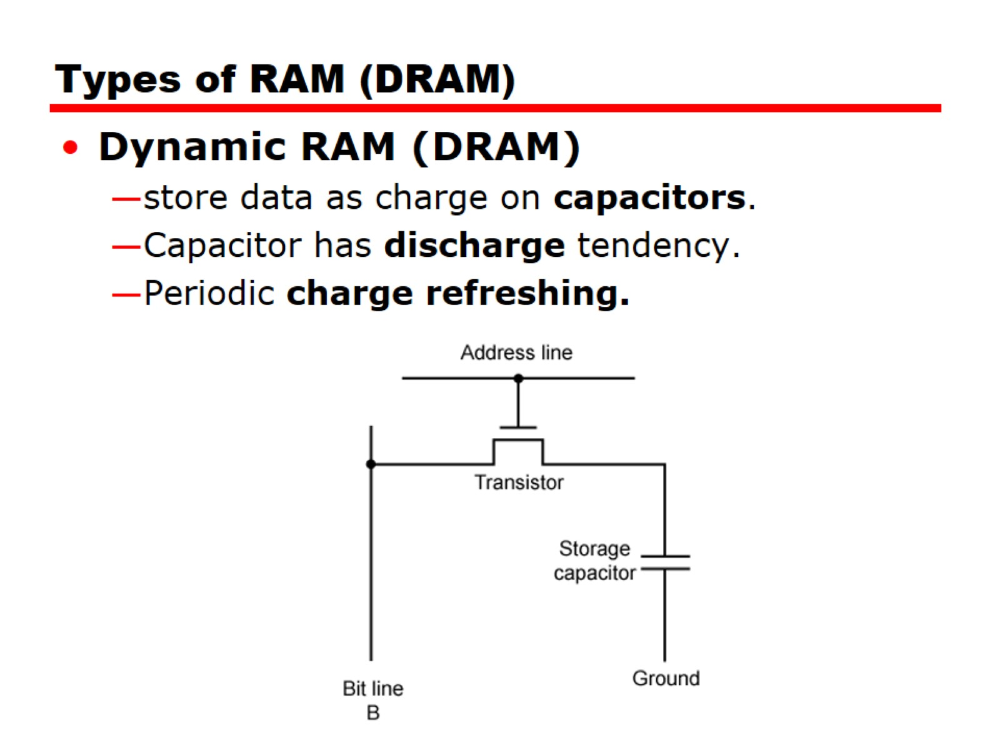 Types of RAM (DRAM)
• Dynamic RAM (DRAM)
—store data as charge on capacitors.
—Capacitor has discharge tendency.
—Periodic charge refreshing.
Address line
Transistor
Storage
capacitor
Ground
Bit line
B